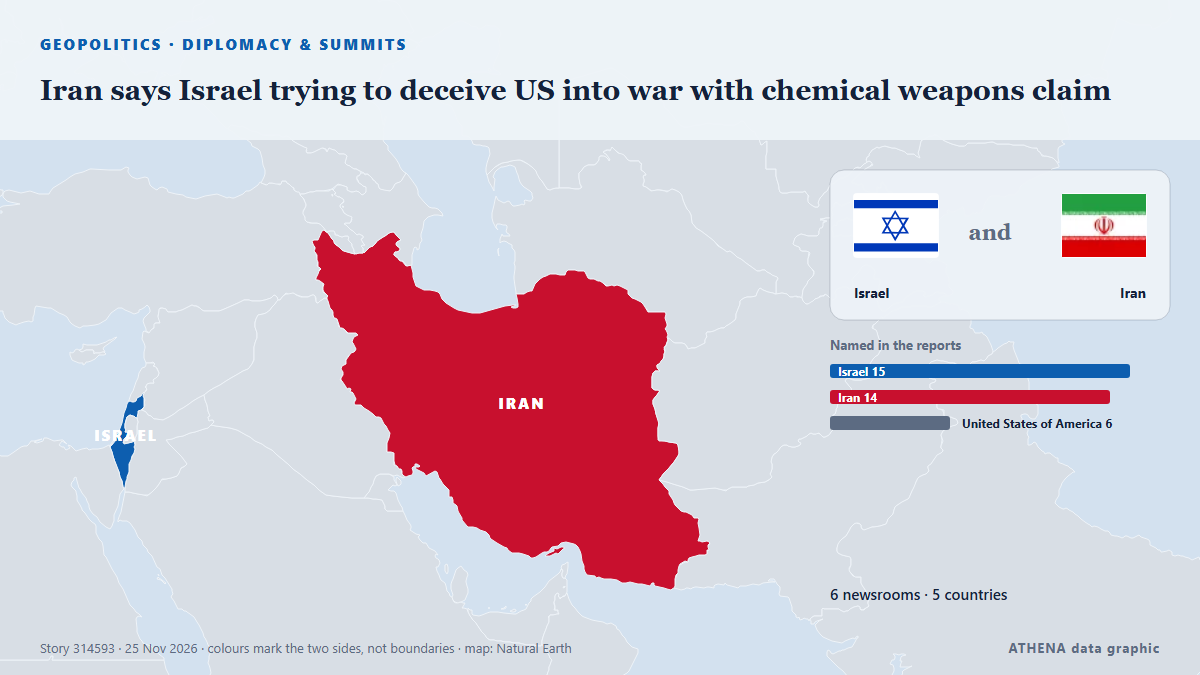 GEOPOLITICS · DIPLOMACY & SUMMITS
Iran says Israel trying to deceive US into war with chemical weapons claim
and
Israel
Iran
Named in the reports
Israel 15
Iran 14
United States of America 6
IRAN
ISRAEL
6 newsrooms · 5 countries
Story 314593 · 25 Nov 2026 · colours mark the two sides, not boundaries · map: Natural Earth
ATHENA data graphic